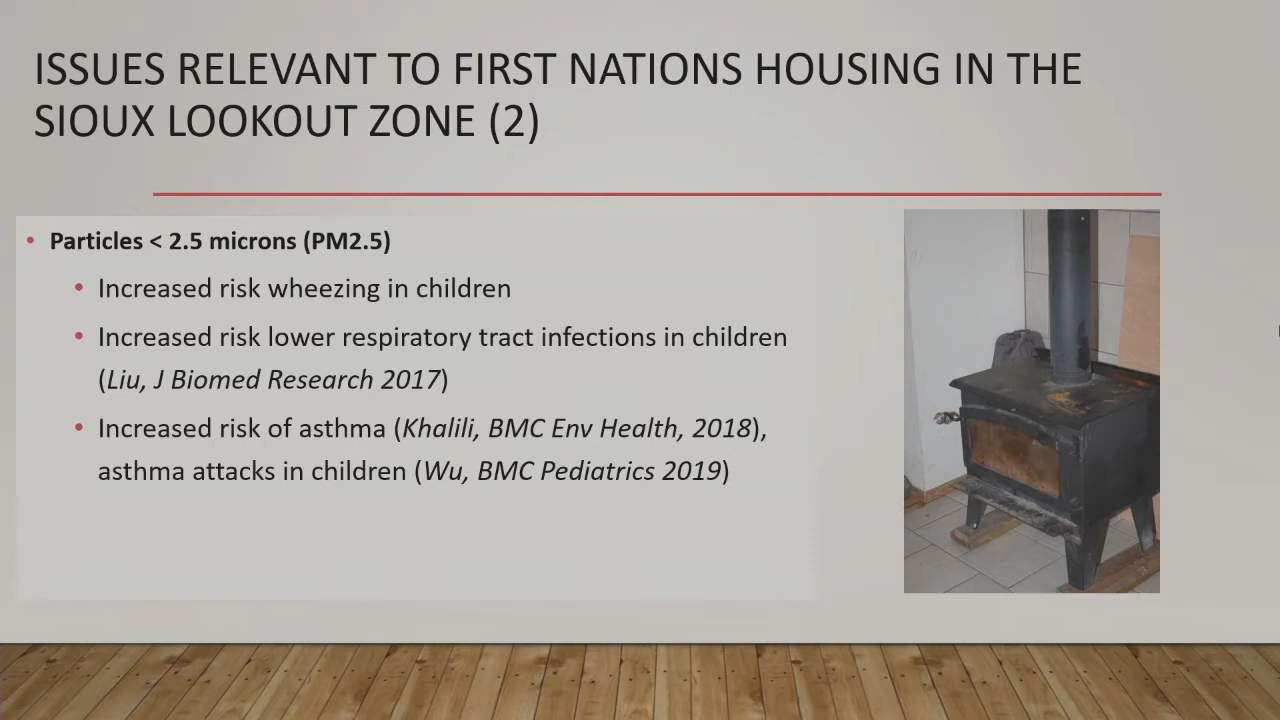 ISSUES RELEVANT TO FIRST NATIONS HOUSING IN THE
SIOUX LOOKOUT ZONE (2)
• Particles < 2.5 microns (PM2.5)
• Increased risk wheezing in children
• Increased risk lower respiratory tract infections in children
(Liu, J Biomed Research 2017)
• Increased risk of asthma (Khalili, BMC Env Health, 2018),
asthma attacks in children (Wu, BMC Pediatrics 2019)